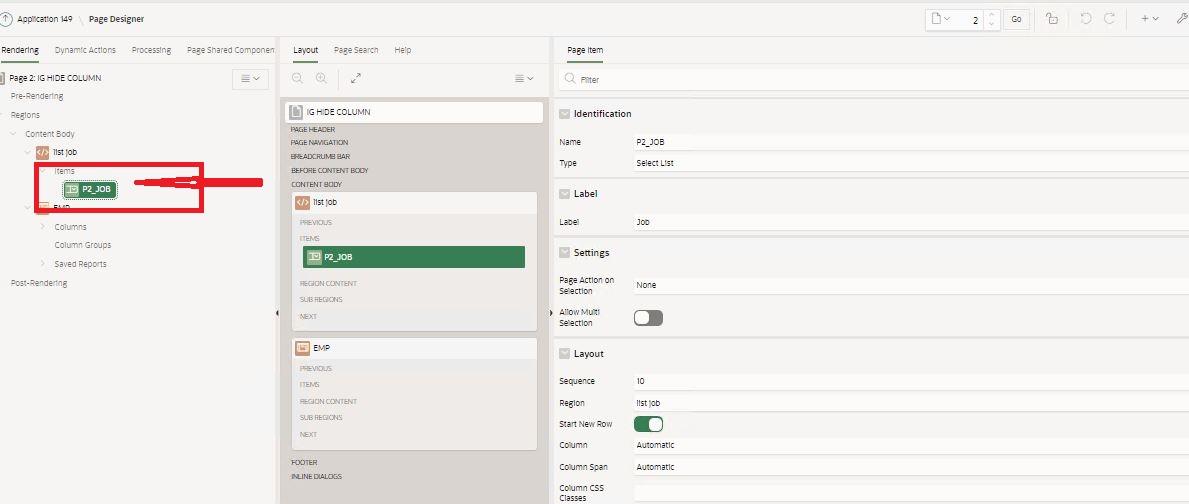 Application 149 \ Page Designer
2
Go
Rendering Dynamic Actions Processing Page Shared Componen
Page 2: IG HIDE COLUMN
Pre-Rendering
Regions
Content Body
list job
Items
P2_JOB
EMP
Columns
Column Groups
Saved Reports
Post-Rendering
Layout Page Search Help
IG HIDE COLUMN
PAGE HEADER
PAGE NAVIGATION
BREADCRUMB BAR
BEFORE CONTENT BODY
CONTENT BODY
list job
PREVIOUS
ITEMS
P2_JOB
REGION CONTENT
SUB REGIONS
NEXT
EMP
PREVIOUS
ITEMS
REGION CONTENT
SUB REGIONS
NEXT
FOOTER
INLINE DIALOGS
Page Item
Filter
Identification
Name P2_JOB
Type Select List
Label
Label Job
Settings
Page Action on
Selection
None
Allow Multi
Selection
Layout
Sequence 10
Region list job
Start New Row
Column Automatic
Column Span Automatic
Column CSS
Classes